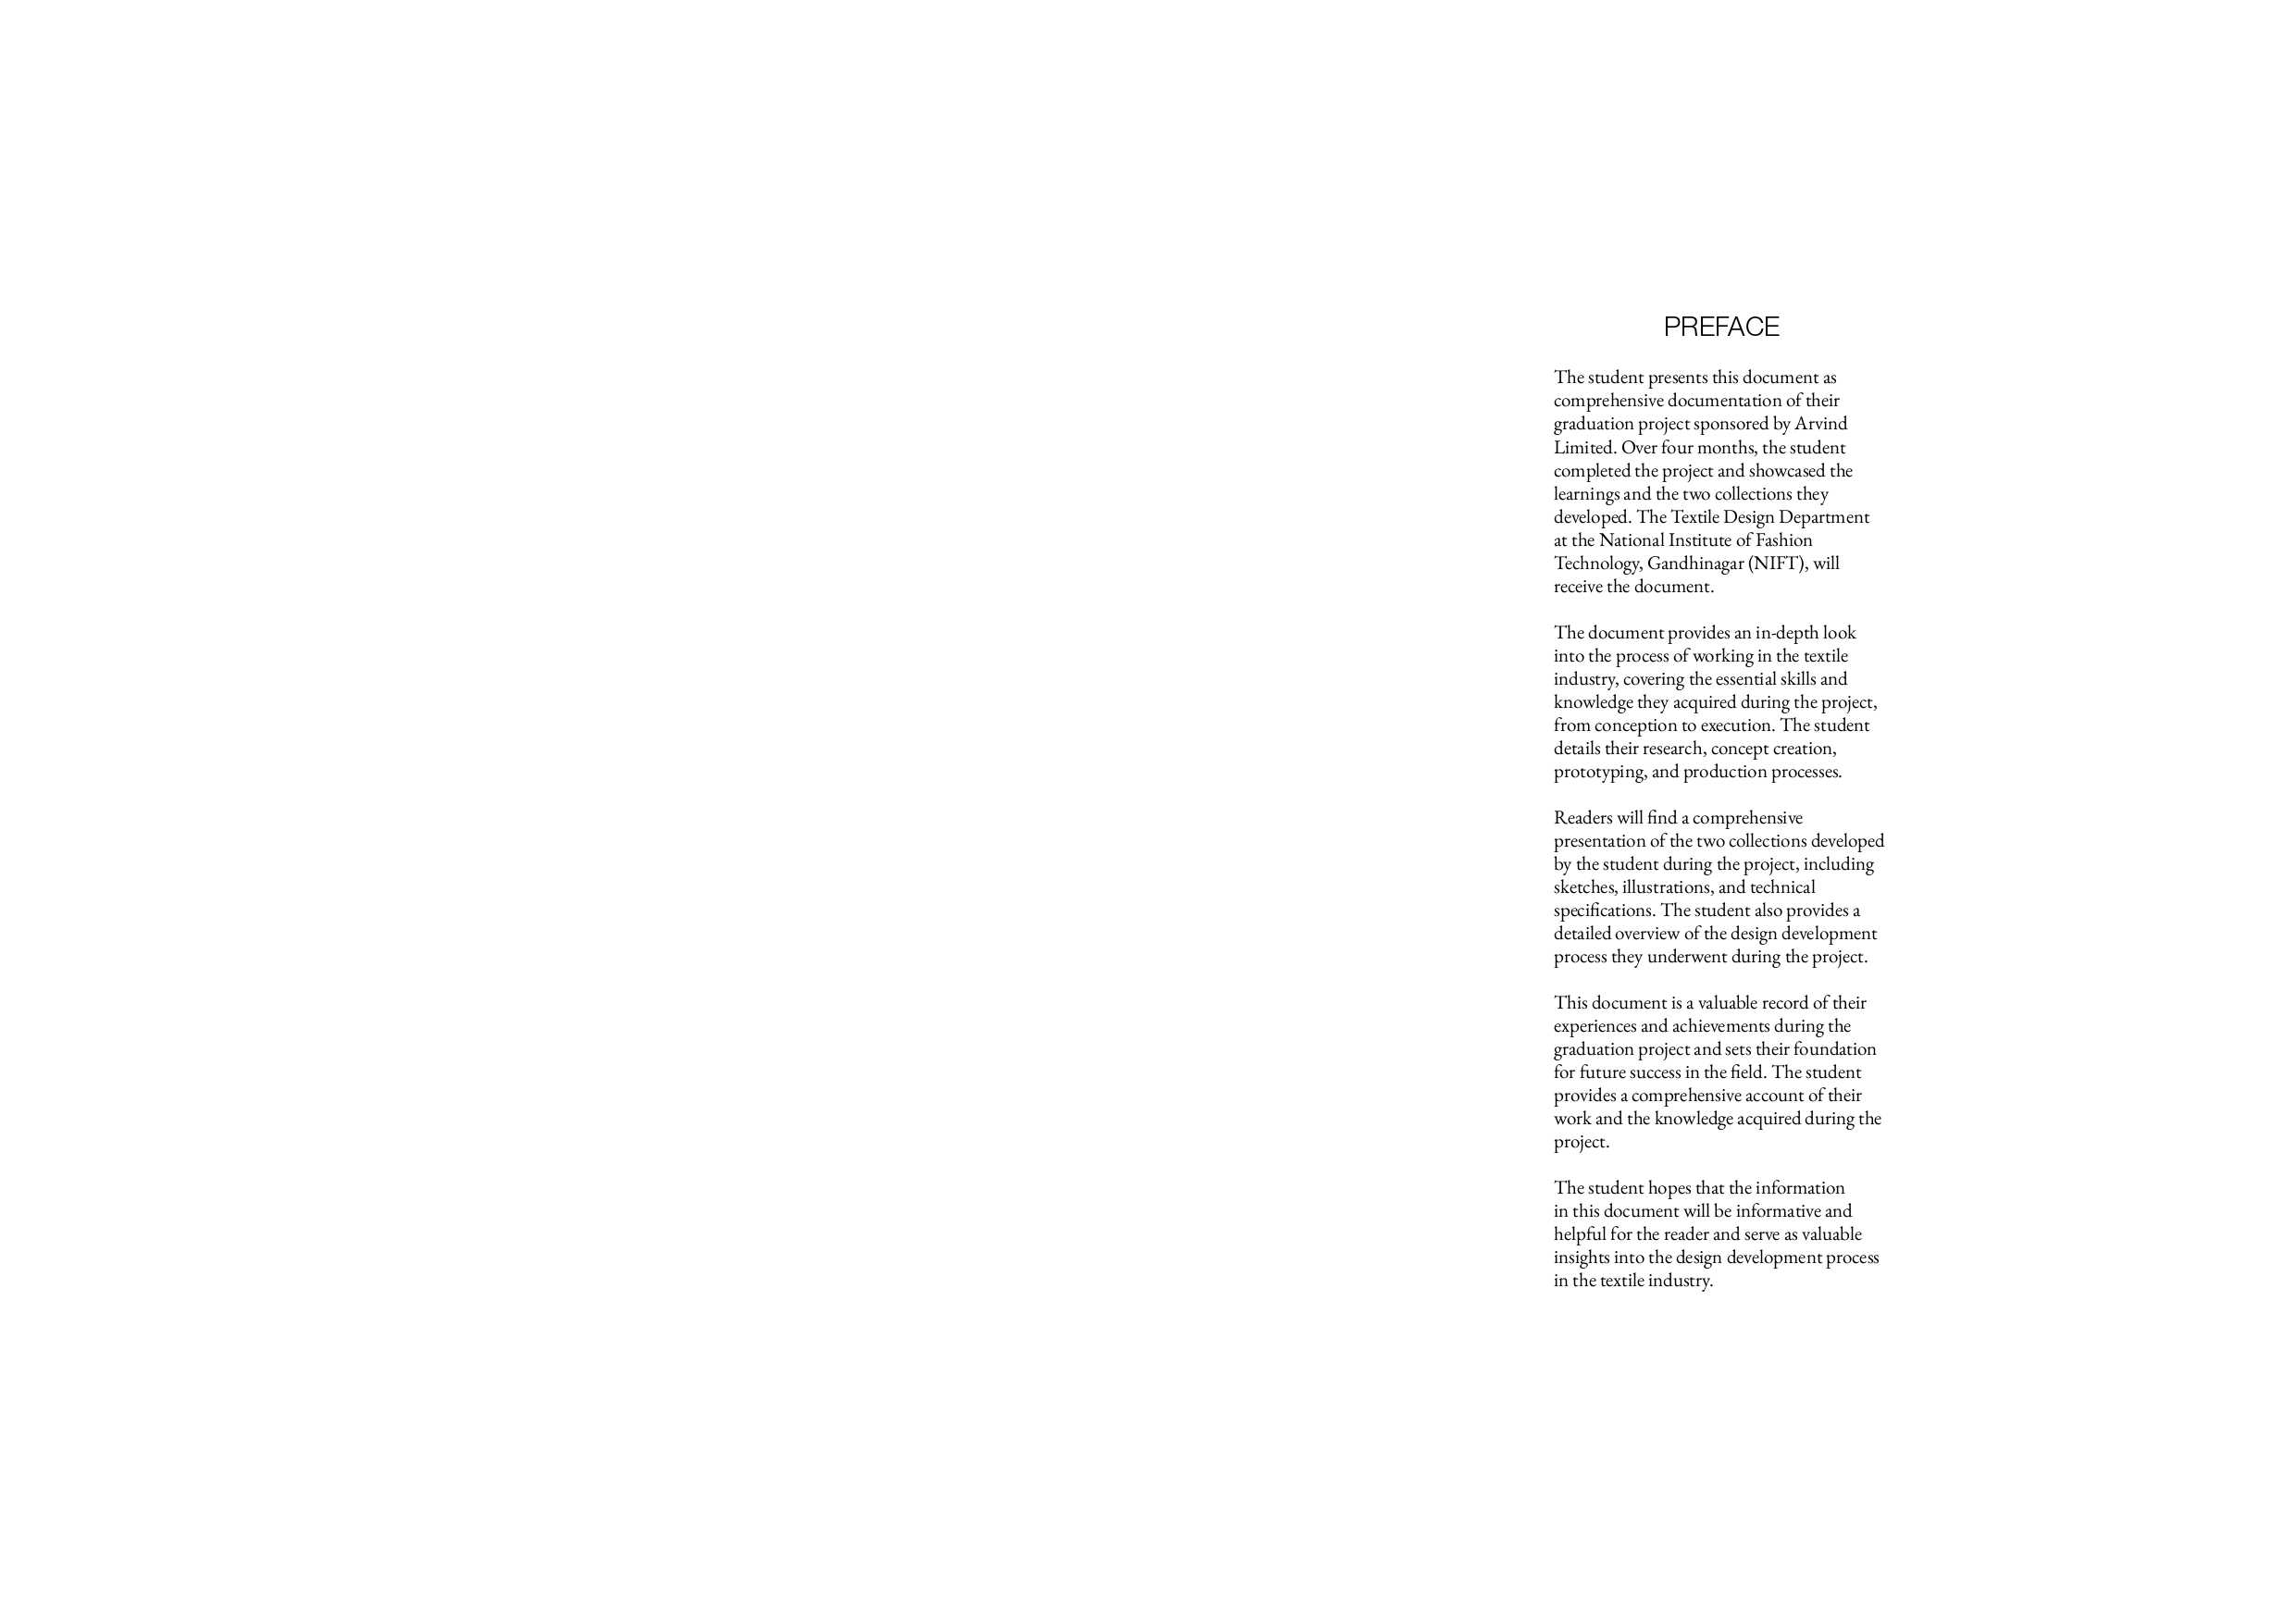 PREFACE
The student presents this document as
comprehensive documentation of their
graduation project sponsored by Arvind
Limited. Over four months, the student
completed the project and showcased the
learnings and the two collections they
developed. The Textile Design Department
at the National Institute of Fashion
Technology, Gandhinagar (NIFT), will
receive the document.
The document provides an in-depth look
into the process of working in the textile
industry, covering the essential skills and
knowledge they acquired during the project,
from conception to execution. The student
details their research, concept creation,
prototyping, and production processes.
Readers will find a comprehensive
presentation of the two collections developed
by the student during the project, including
sketches, illustrations, and technical
specifications. The student also provides a
detailed overview of the design development
process they underwent during the project.
This document is a valuable record of their
experiences and achievements during the
graduation project and sets their foundation
for future success in the field. The student
provides a comprehensive account of their
work and the knowledge acquired during the
project.
The student hopes that the information
in this document will be informative and
helpful for the reader and serve as valuable
insights into the design development process
in the textile industry.